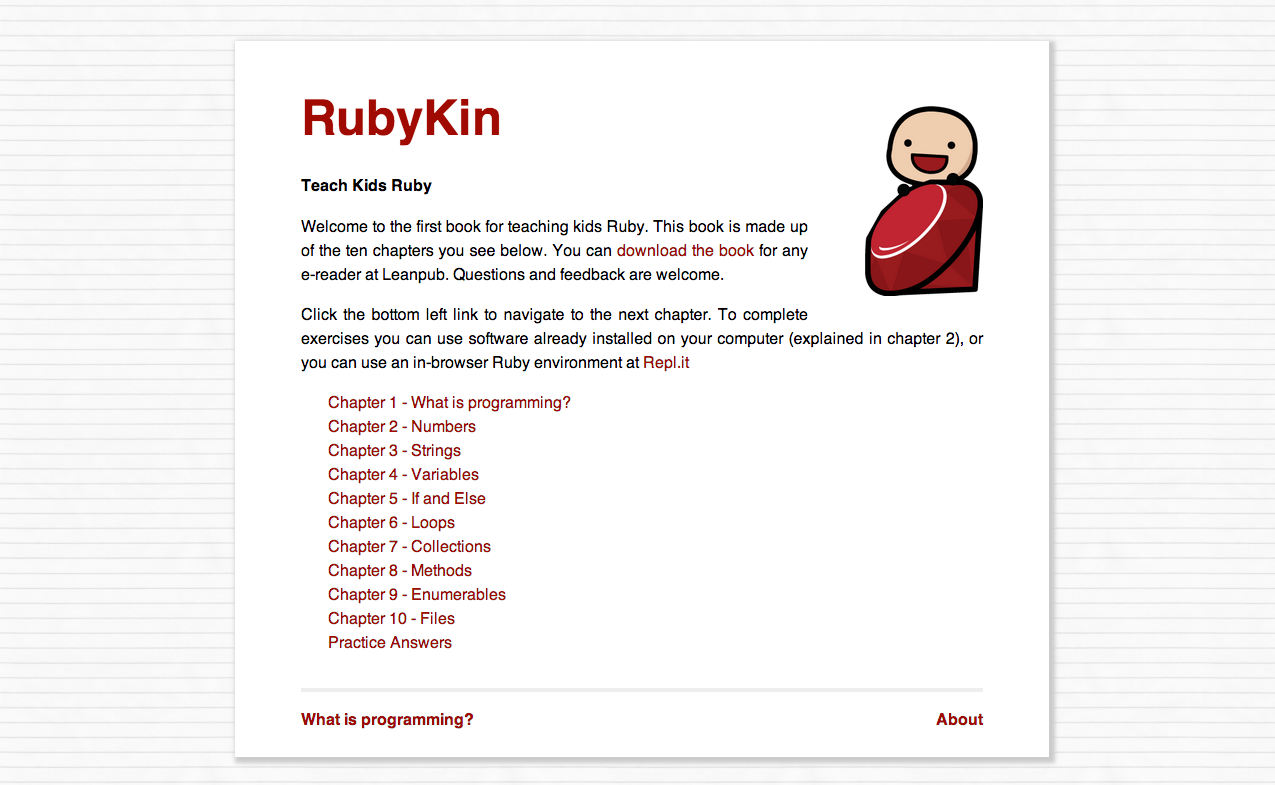 RubyKin
Teach Kids Ruby
Welcome to the first book for teaching kids Ruby. This book is made up
of the ten chapters you see below. You can download the book for any
e-reader at Leanpub. Questions and feedback are welcome.
Click the bottom left link to navigate to the next chapter. To complete
exercises you can use software already installed on your computer (explained in chapter 2), or
you can use an in-browser Ruby environment at Repl.it
Chapter 1 - What is programming?
Chapter 2 - Numbers
Chapter 3 - Strings
Chapter 4 - Variables
Chapter 5 - If and Else
Chapter 6 - Loops
Chapter 7 - Collections
Chapter 8 - Methods
Chapter 9 - Enumerables
Chapter 10 - Files
Practice Answers
What is programming?
About